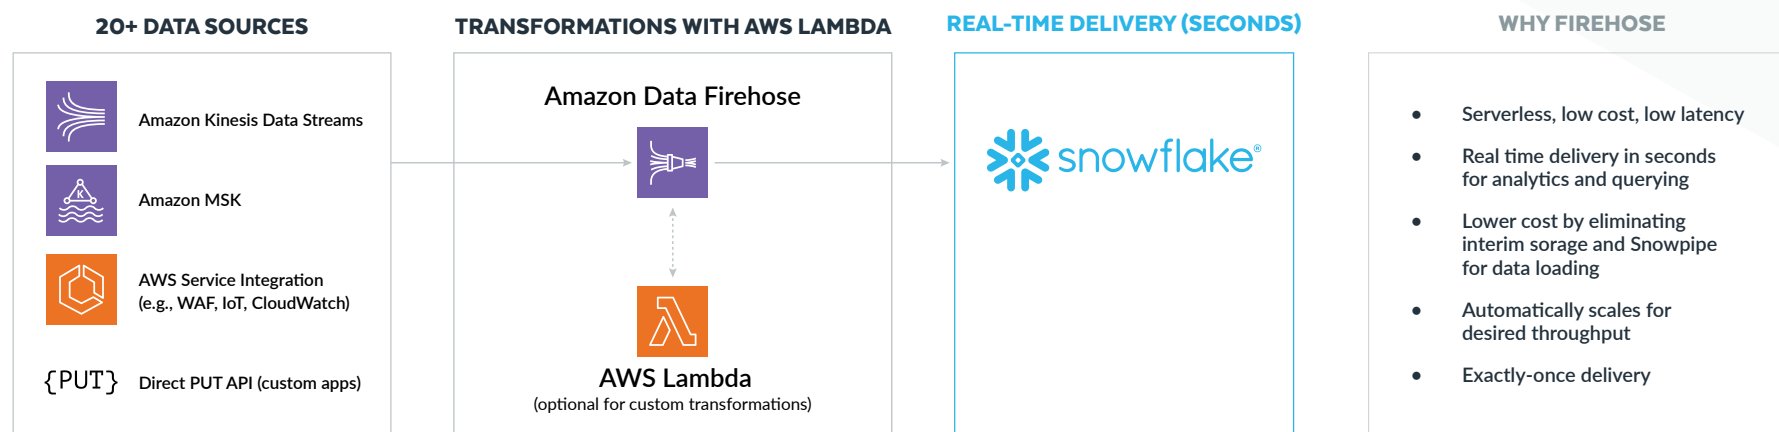 20+ DATA SOURCES
Amazon Kinesis Data Streams
K
Amazon MSK
AWS Service Integration
(e.g., WAF, IoT, CloudWatch)
{PUT}
Direct PUT API (custom apps)
TRANSFORMATIONS WITH AWS LAMBDA
Amazon Data Firehose
AWS Lambda
(optional for custom transformations)
REAL-TIME DELIVERY (SECONDS)
snowflake®
WHY FIREHOSE
• Serverless, low cost, low latency
• Real time delivery in seconds
for analytics and querying
• Lower cost by eliminating
interim sorage and Snowpipe
for data loading
• Automatically scales for
desired throughput
• Exactly-once delivery